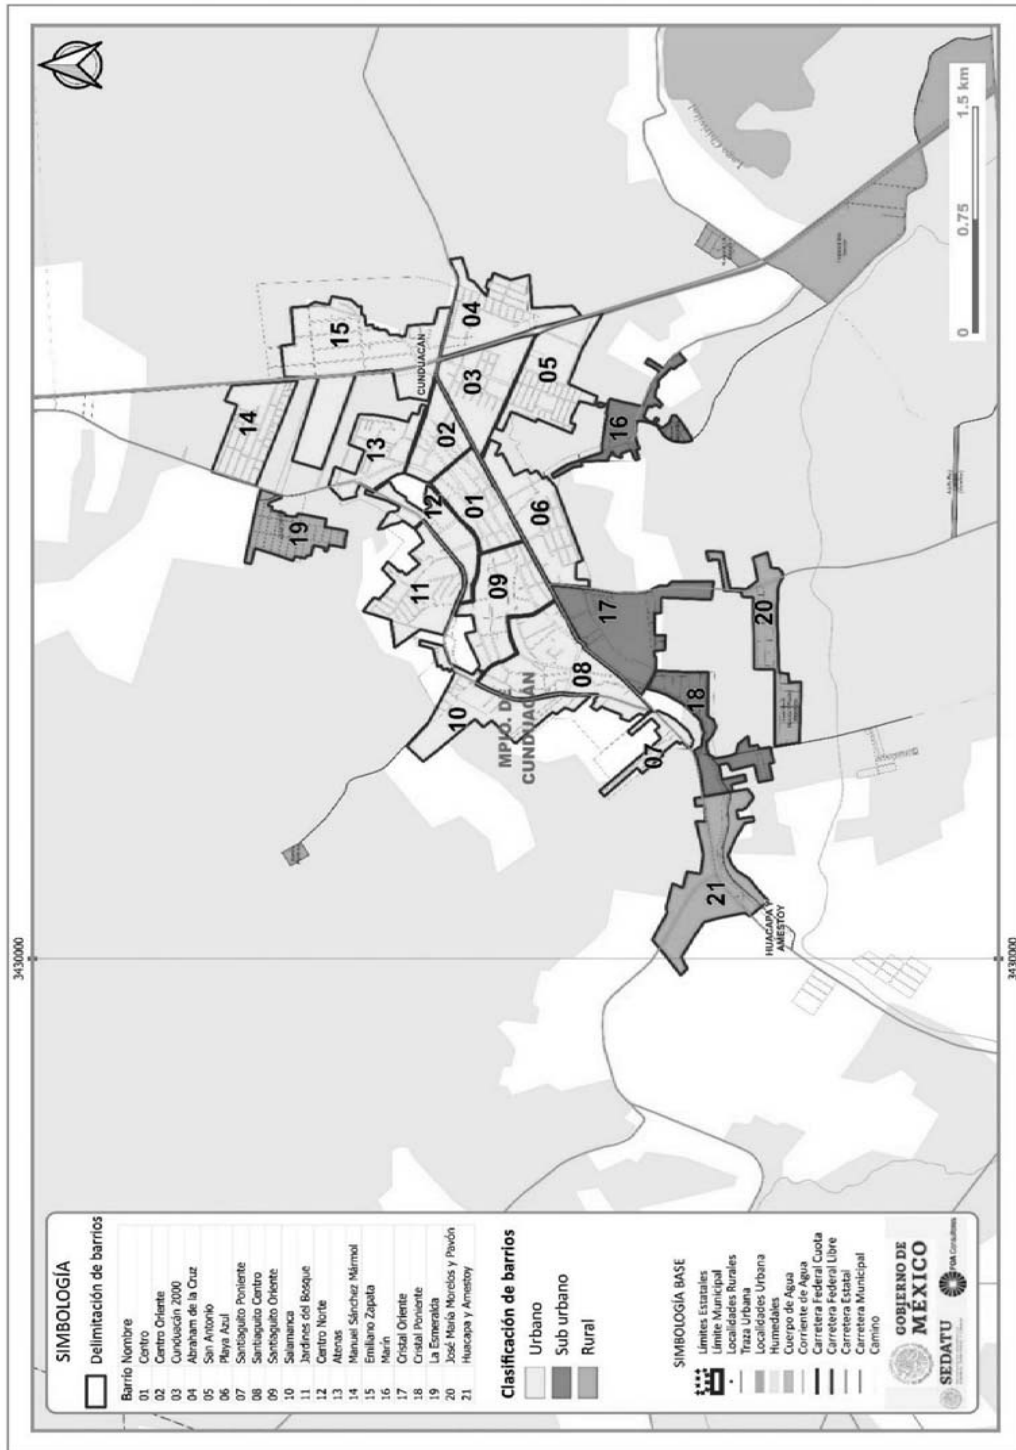 SIMBOLOGÍA
Delimitación de barrios
Barrio Nombre
01 Centro
02 Centro Oriente
03 Cunduacán 2000
04 Abraham de la Cruz
05 San Antonio
06 Playa Azul
07 Santiaguito Poniente
08 Santiaguito Centro
09 Santiaguito Oriente
10 Salamanca
11 Jardines del Bosque
12 Centro Norte
13 Atenas
14 Manuel Sánchez Mármol
15 Emiliano Zapata
16 Marín
17 Cristal Oriente
18 Cristal Poniente
19 La Esmeralda
20 José María Morelos y Pavón
21 Huacapa y Amestoy
Clasificación de barrios
Urbano
Sub urbano
Rural
SIMBOLOGÍA BASE
Límites Estatales
Límite Municipal
Localidades Rurales
Traza Urbana
Localidades Urbana
Humedales
Cuerpo de Agua
Corriente de Agua
Carretera Federal Cuota
Carretera Federal Libre
Carretera Estatal
Carretera Municipal
Camino
SEDATU
GOBIERNO DE
MÉXICO
FOA Consultores
3430000
3430000
MPIO. DE
CUNDUACÁN
CUNDUACÁN
HUACAPA Y
AMESTOY
01
02
03
04
05
06
07
08
09
10
11
12
13
14
15
16
17
18
19
20
21
0
0.75
1.5 km